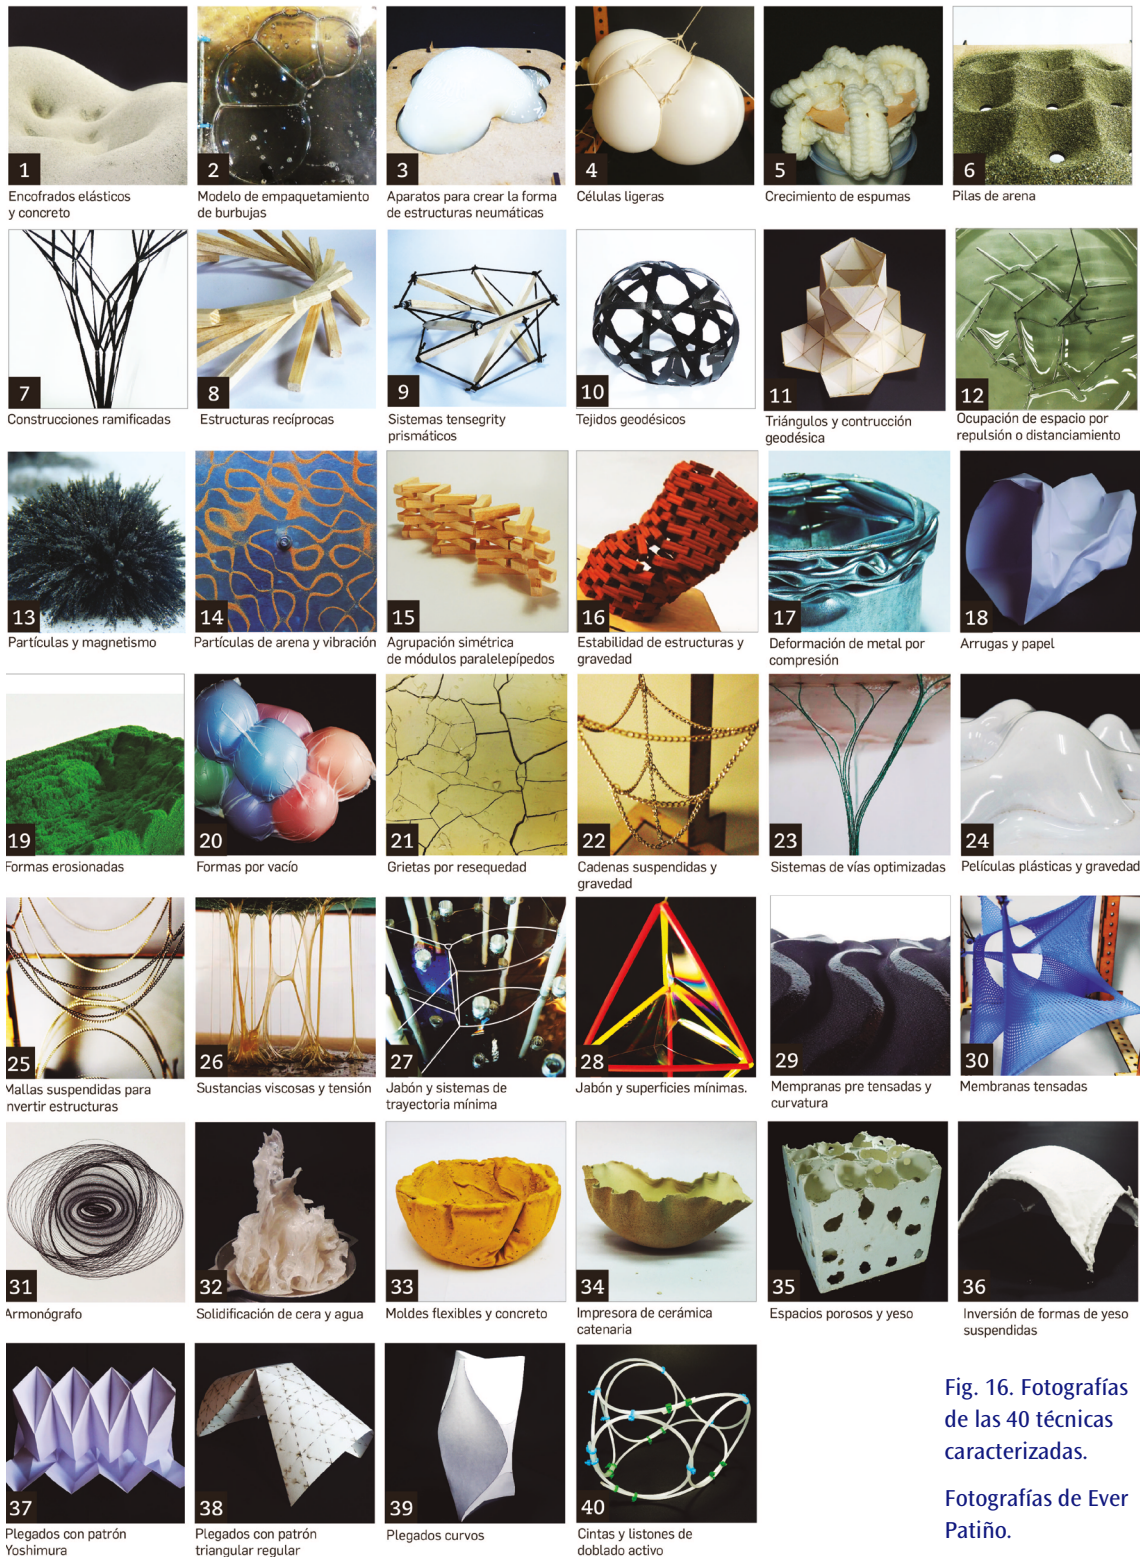 1
Encofrados elásticos
y concreto
2
Modelo de empaquetamiento
de burbujas
3
Aparatos para crear la forma
de estructuras neumáticas
4
Células ligeras
5
Crecimiento de espumas
6
Pilas de arena
7
Construcciones ramificadas
8
Estructuras recíprocas
9
Sistemas tensegrity
prismáticos
10
Tejidos geodésicos
11
Triángulos y contrucción
geodésica
12
Ocupación de espacio por
repulsión o distanciamiento
13
Partículas y magnetismo
14
Partículas de arena y vibración
15
Agrupación simétrica
de módulos paralelepípedos
16
Estabilidad de estructuras y
gravedad
17
Deformación de metal por
compresión
18
Arrugas y papel
19
Formas erosionadas
20
Formas por vacío
21
Grietas por resequedad
22
Cadenas suspendidas y
gravedad
23
Sistemas de vías optimizadas
24
Películas plásticas y gravedad
25
Mallas suspendidas para
nvertir estructuras
26
Sustancias viscosas y tensión
27
Jabón y sistemas de
trayectoria mínima
28
Jabón y superficies mínimas.
29
Mempranas pre tensadas y
curvatura
30
Membranas tensadas
31
Armonógrafo
32
Solidificación de cera y agua
33
Moldes flexibles y concreto
34
Impresora de cerámica
catenaria
35
Espacios porosos y yeso
36
Inversión de formas de yeso
suspendidas
37
Plegados con patrón
Yoshimura
38
Plegados con patrón
triangular regular
39
Plegados curvos
40
Cintas y listones de
doblado activo
Fig. 16. Fotografías
de las 40 técnicas
caracterizadas.
Fotografías de Ever
Patiño.